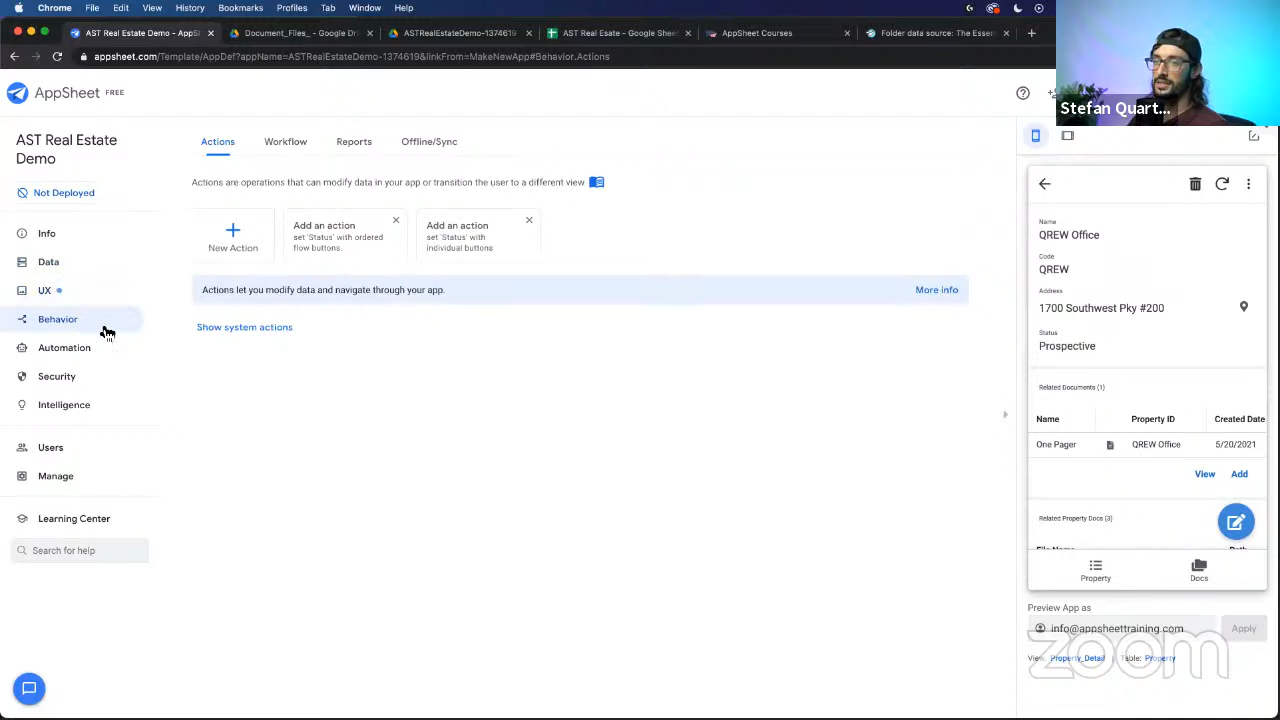 Chrome File Edit View History Bookmarks Profiles Tab Window Help
AST Real Estate Demo - AppSh
Document_Files_ - Google Dri
ASTRealEstateDemo-1374619
AST Real Esate - Google Shee
AppSheet Courses
Folder data source: The Essen
appsheet.com/Template/AppDef?appName=ASTRealEstateDemo-1374619&linkFrom=MakeNewApp#Behavior.Actions
Stefan Quart...
AppSheet FREE
AST Real Estate
Demo
Not Deployed
Info
Data
UX
Behavior
Automation
Security
Intelligence
Users
Manage
Learning Center
Search for help
Actions Workflow Reports Offline/Sync
Actions are operations that can modify data in your app or transition the user to a different view
New Action
Add an action
set 'Status' with ordered
flow buttons.
Add an action
set 'Status' with
individual buttons
Actions let you modify data and navigate through your app. More info
Show system actions
Name
QREW Office
Code
QREW
Address
1700 Southwest Pky #200
Status
Prospective
Related Documents (1)
Name Property ID Created Date
One Pager QREW Office 5/20/2021
View Add
Related Property Docs (3)
File Name Path
Property Docs
Preview App as
info@appsheettraining.com Apply
View: Property_Detail | Table: Property
zoom